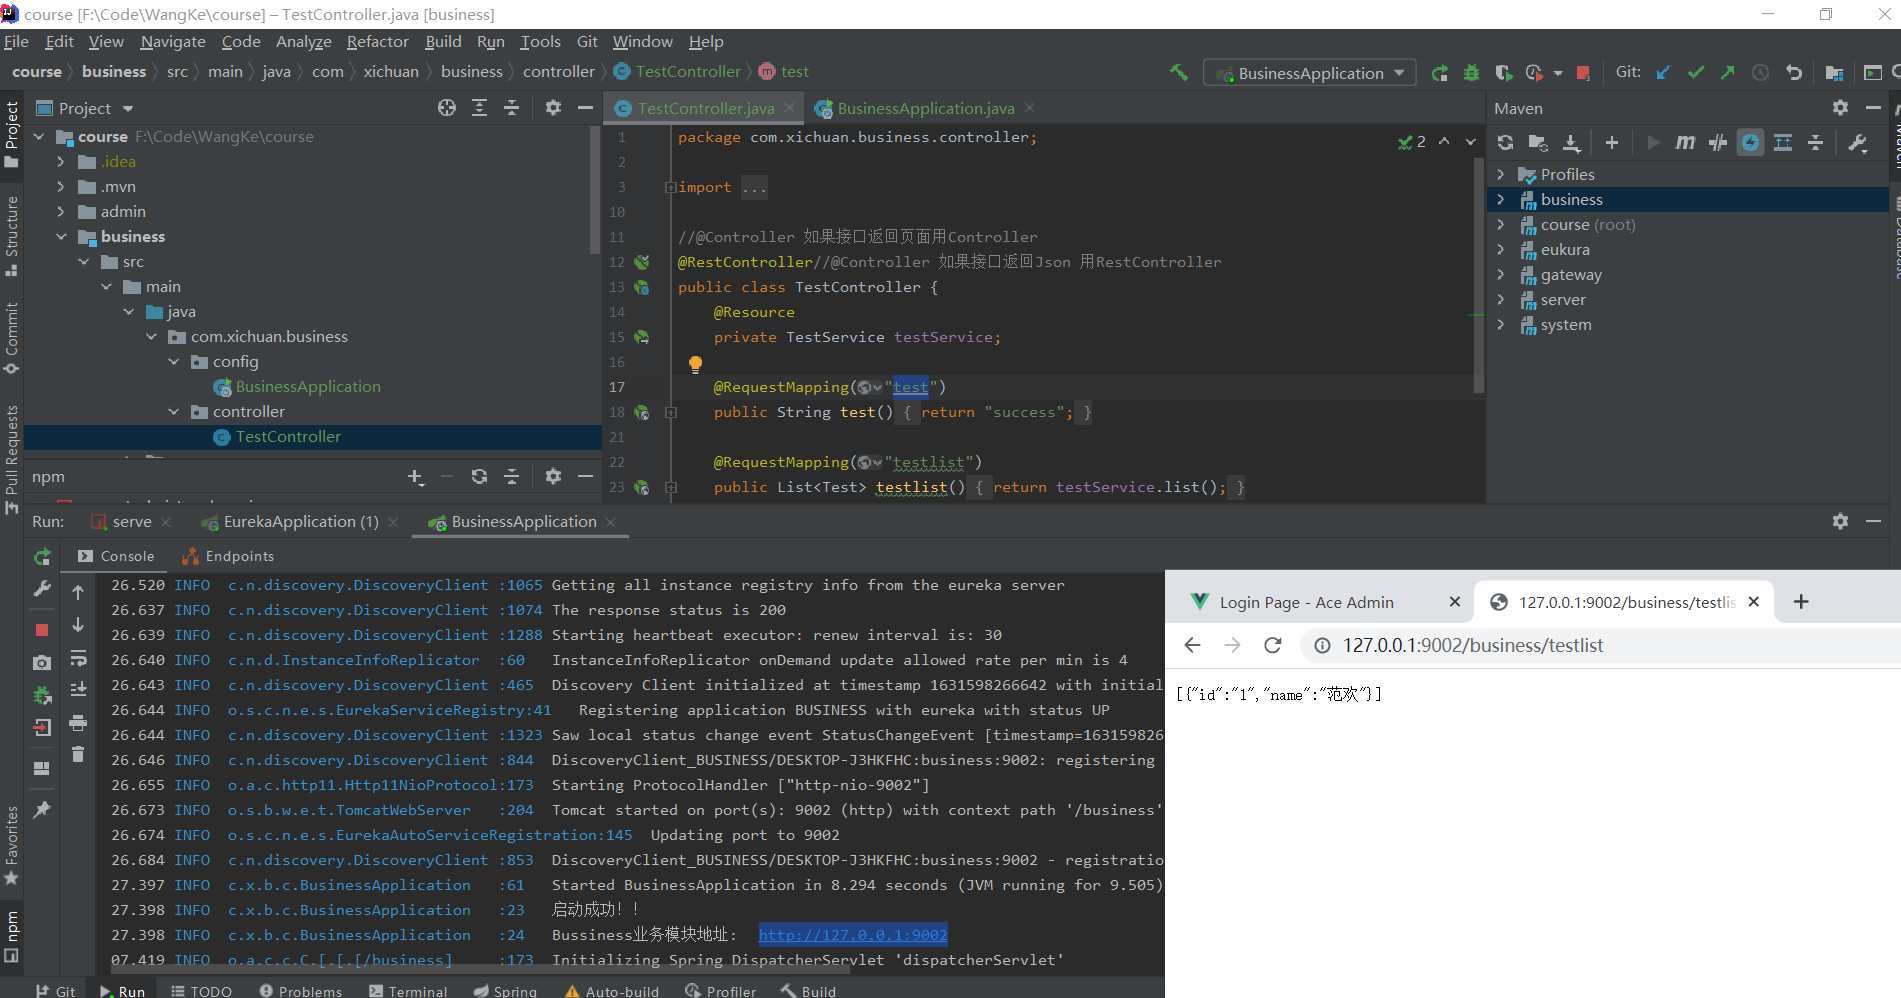 course [F:\Code\WangKe\course] – TestController.java [business]
File Edit View Navigate Code Analyze Refactor Build Run Tools Git Window Help
course business src main java com xichuan business controller TestController test
BusinessApplication
Git:
Project
course F:\Code\WangKe\course
.idea
.mvn
admin
business
src
main
java
com.xichuan.business
config
BusinessApplication
controller
TestController
npm
TestController.java BusinessApplication.java
1 package com.xichuan.business.controller;
2
3 import ...
10
11 //@Controller 如果接口返回页面用Controller
12 @RestController//@Controller 如果接口返回Json 用RestController
13 public class TestController {
14 @Resource
15 private TestService testService;
16
17 @RequestMapping("test")
18 public String test() { return "success"; }
21
22 @RequestMapping("testlist")
23 public List<Test> testlist() { return testService.list(); }
2
Maven
Profiles
business
course (root)
eukura
gateway
server
system
Project
Structure
Commit
Pull Requests
Favorites
npm
Maven
Database
Run: serve EurekaApplication (1) BusinessApplication
Console Endpoints
26.520 INFO c.n.discovery.DiscoveryClient :1065 Getting all instance registry info from the eureka server
26.637 INFO c.n.discovery.DiscoveryClient :1074 The response status is 200
26.639 INFO c.n.discovery.DiscoveryClient :1288 Starting heartbeat executor: renew interval is: 30
26.640 INFO c.n.d.InstanceInfoReplicator :60 InstanceInfoReplicator onDemand update allowed rate per min is 4
26.643 INFO c.n.discovery.DiscoveryClient :465 Discovery Client initialized at timestamp 1631598266642 with initial
26.644 INFO o.s.c.n.e.s.EurekaServiceRegistry:41 Registering application BUSINESS with eureka with status UP
26.644 INFO c.n.discovery.DiscoveryClient :1323 Saw local status change event StatusChangeEvent [timestamp=163159826
26.646 INFO c.n.discovery.DiscoveryClient :844 DiscoveryClient_BUSINESS/DESKTOP-J3HKFHC:business:9002: registering
26.655 INFO o.a.c.http11.Http11NioProtocol:173 Starting ProtocolHandler ["http-nio-9002"]
26.673 INFO o.s.b.w.e.t.TomcatWebServer :204 Tomcat started on port(s): 9002 (http) with context path '/business'
26.674 INFO o.s.c.n.e.s.EurekaAutoServiceRegistration:145 Updating port to 9002
26.684 INFO c.n.discovery.DiscoveryClient :853 DiscoveryClient_BUSINESS/DESKTOP-J3HKFHC:business:9002 - registratio
27.397 INFO c.x.b.c.BusinessApplication :61 Started BusinessApplication in 8.294 seconds (JVM running for 9.505)
27.398 INFO c.x.b.c.BusinessApplication :23 启动成功!!
27.398 INFO c.x.b.c.BusinessApplication :24 Bussiness业务模块地址: http://127.0.0.1:9002
07.419 INFO o.a.c.c.C.[.[.[/business] :173 Initializing Spring DispatcherServlet 'dispatcherServlet'
Login Page - Ace Admin 127.0.0.1:9002/business/testlis
127.0.0.1:9002/business/testlist
[{"id":"1","name":"范欢"}]
Git Run TODO Problems Terminal Spring Auto-build Profiler Build